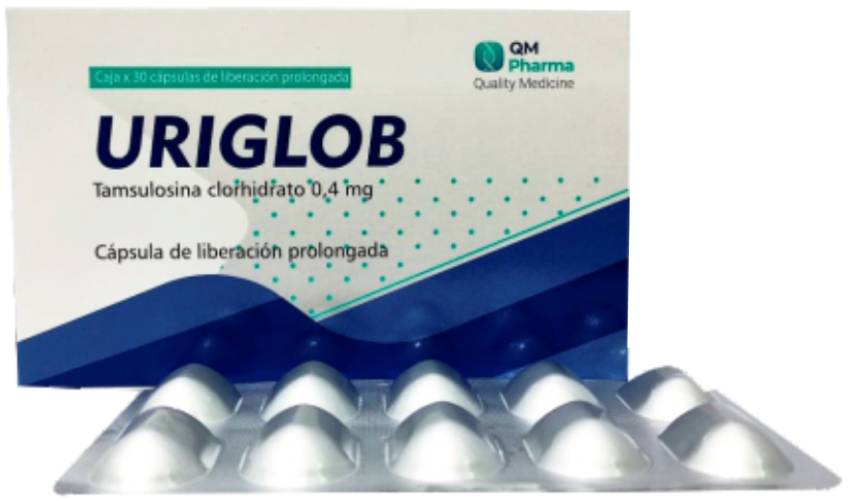 QM
Pharma
Quality Medicine
Caja x 30 cápsulas de liberación prolongada
URIGLOB
Tamsulosina clorhidrato 0,4 mg
Cápsula de liberación prolongada